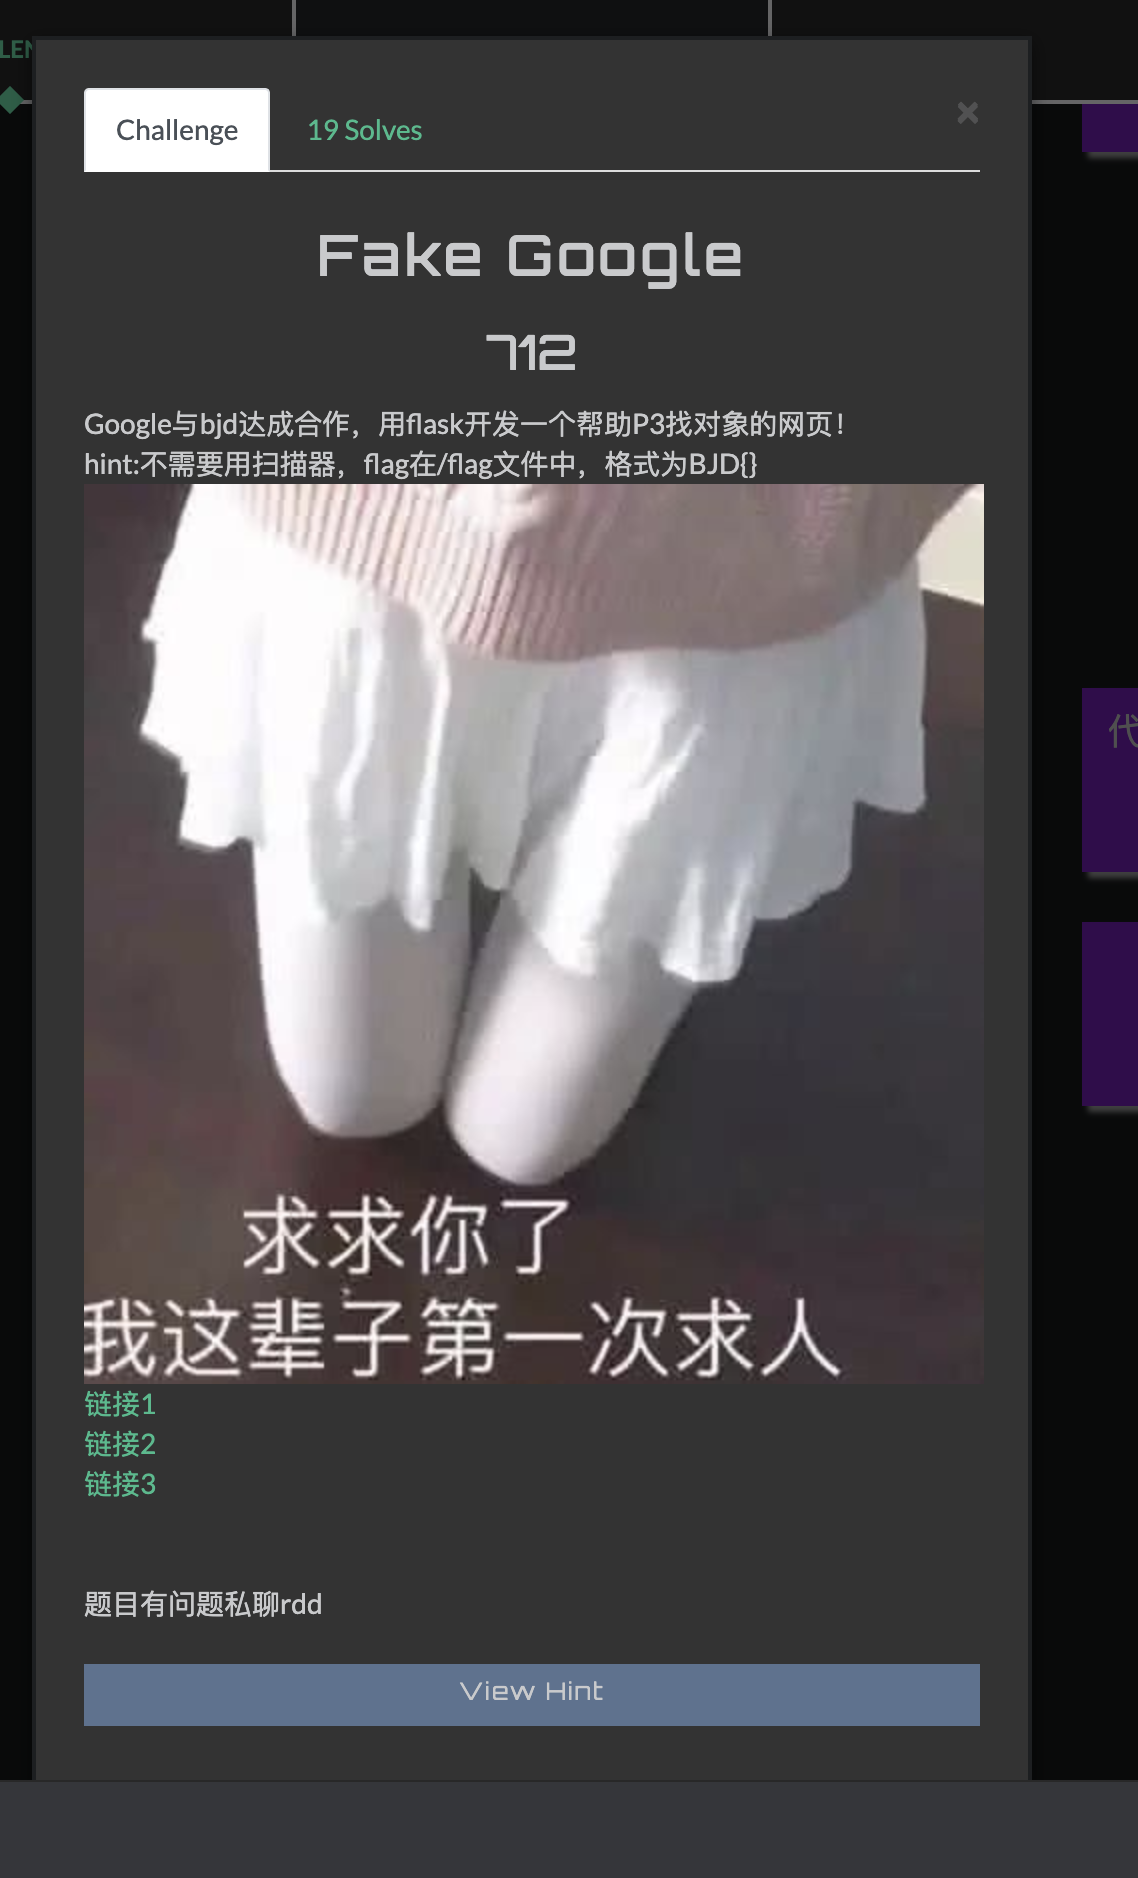 LEN
Challenge
19 Solves
×
Fake Google
712
Google与bjd达成合作，用flask开发一个帮助P3找对象的网页！
hint:不需要用扫描器，flag在/flag文件中，格式为BJD{}
求求你了
我这辈子第一次求人
链接1
链接2
链接3
题目有问题私聊rdd
View Hint
代